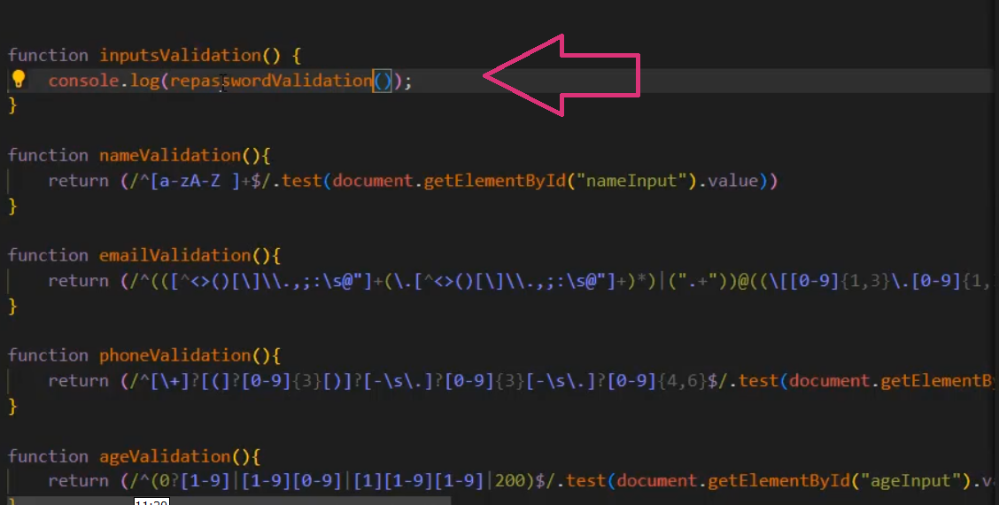 function inputsValidation() {
console.log(repasswordValidation());
}
function nameValidation(){
return (/^[a-zA-Z ]+$/.test(document.getElementById("nameInput").value))
}
function emailValidation(){
return (/^(([^<>()[\]\\.,;:\s@"]+(\.[^<>()[\]\\.,;:\s@"]+)*)|(".+"))@((\[[0-9]{1,3}\.[0-9]{1,
}
function phoneValidation(){
return (/^[\+]?[(]?[0-9]{3}[)]?[-\s\.]?[0-9]{3}[-\s\.]?[0-9]{4,6}$/.test(document.getElementB
}
function ageValidation(){
return (/^(0?[1-9]|[1-9][0-9]|[1][1-9][1-9]|200)$/.test(document.getElementById("ageInput").v